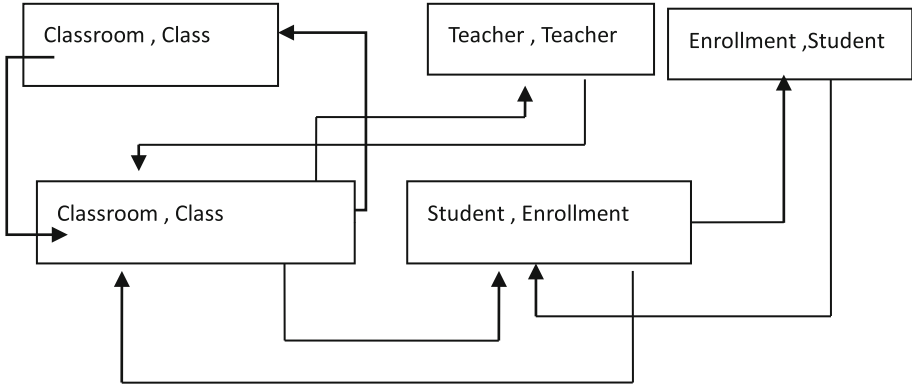 Classroom , Class
Teacher , Teacher
Enrollment ,Student
Classroom , Class
Student , Enrollment